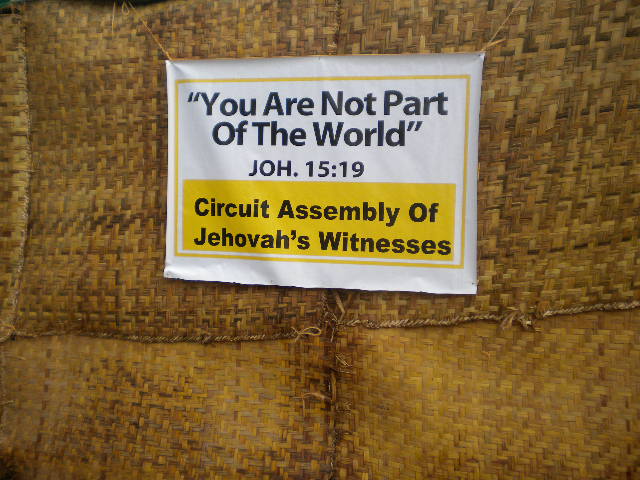 “You Are Not Part
Of The World”
JOH. 15:19
Circuit Assembly Of
Jehovah’s Witnesses